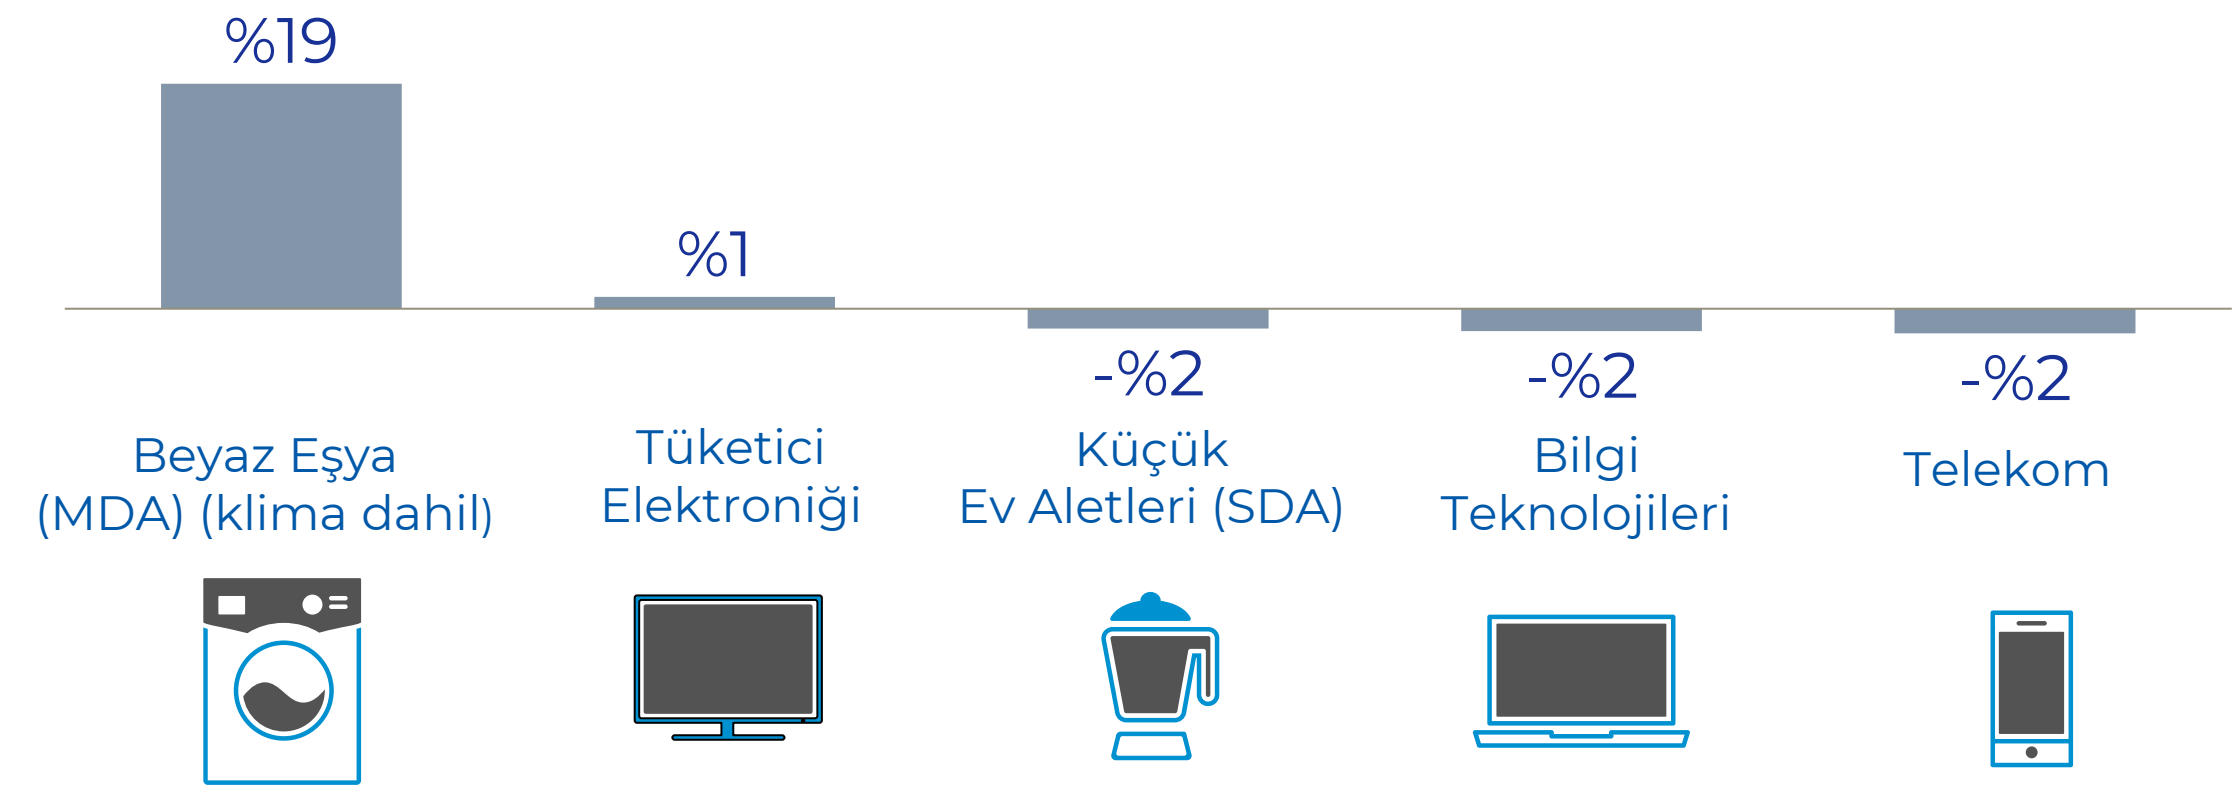 %19
%1
-%2
-%2
-%2
Beyaz Eşya
(MDA) (klima dahil)
Tüketici
Elektroniği
Küçük
Ev Aletleri (SDA)
Bilgi
Teknolojileri
Telekom